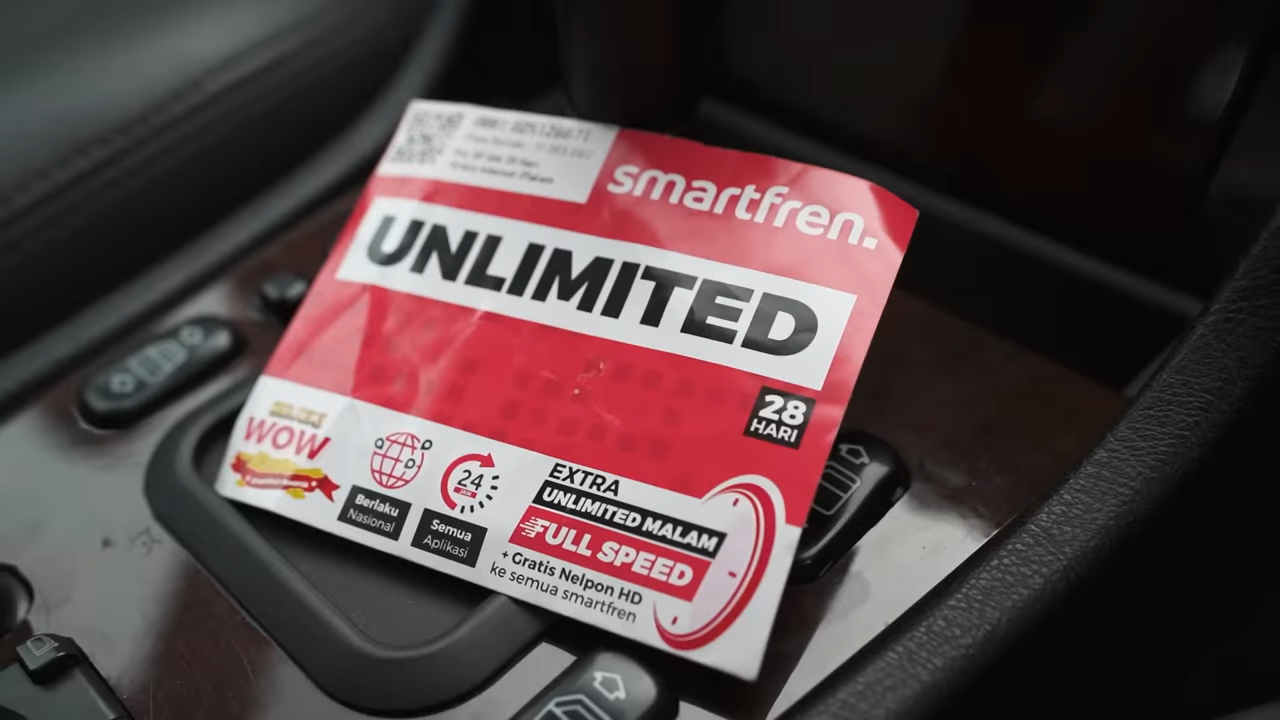 smartfren.
UNLIMITED
28
HARI
WOW
Berlaku
Nasional
24
Semua
Aplikasi
EXTRA
UNLIMITED MALAM
FULL SPEED
+ Gratis Nelpon HD
ke semua smartfren